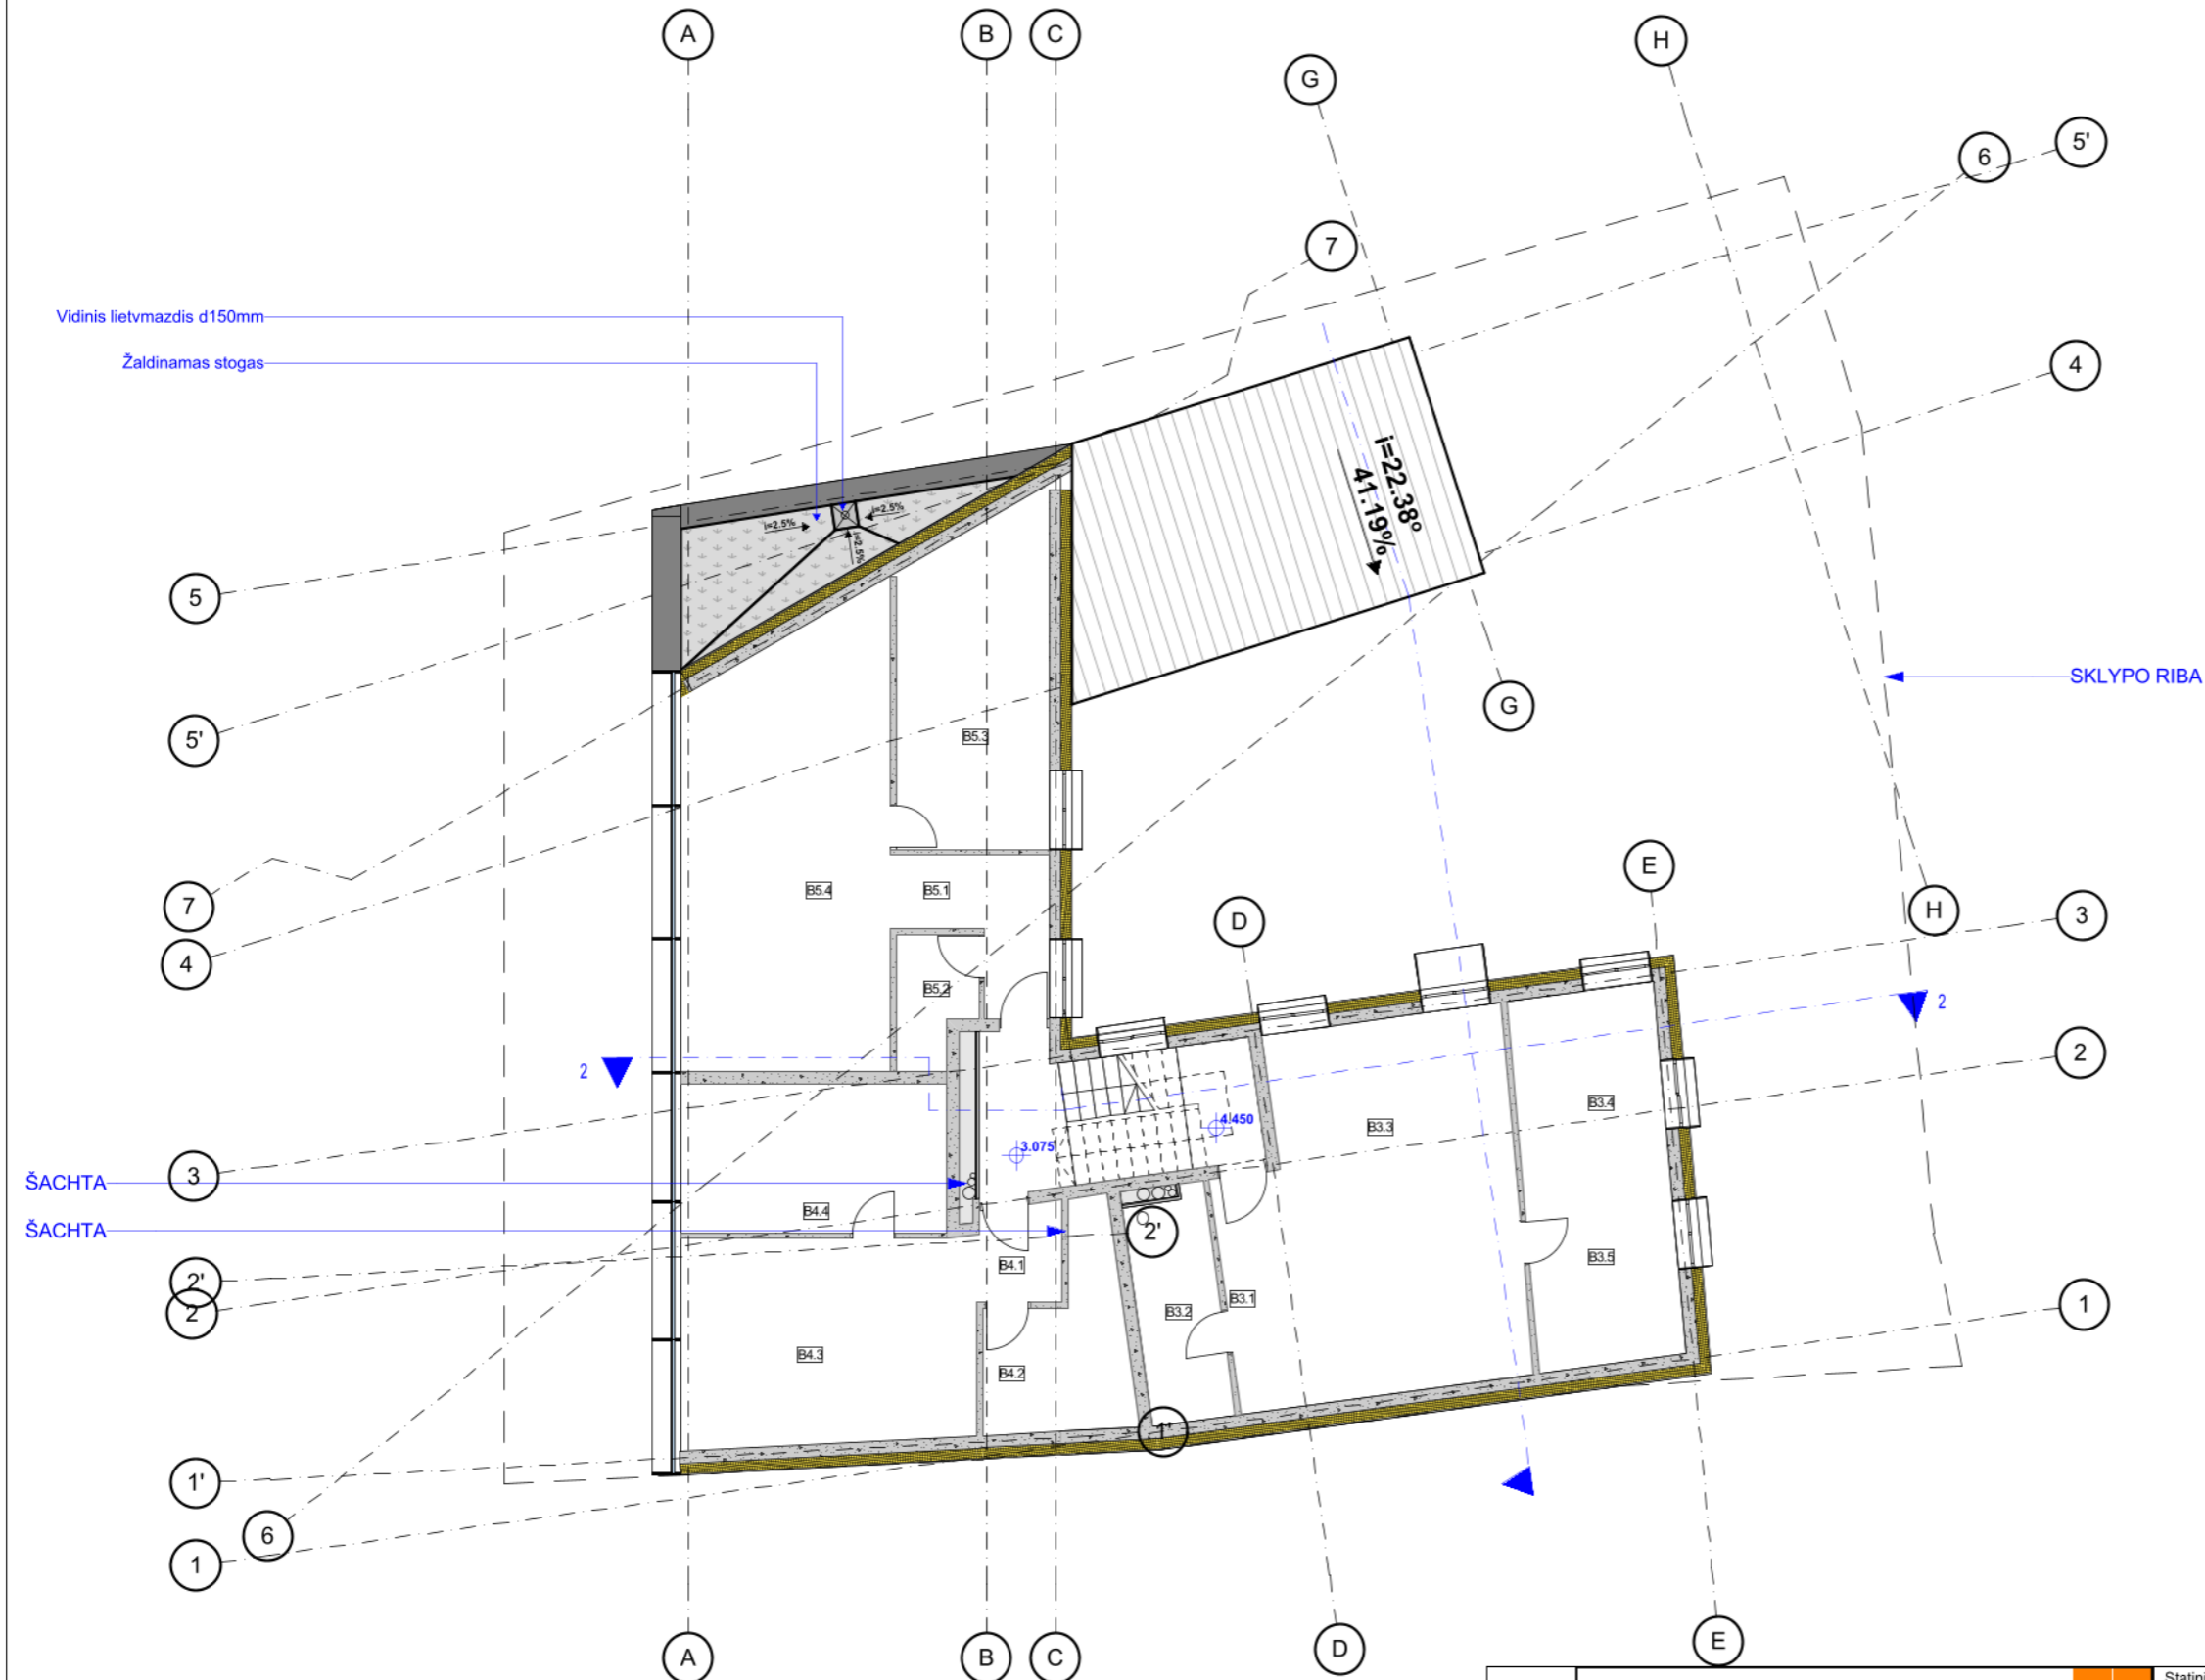 A
B
C
G
H
6
5'
7
4
Vidinis lietvmazdis d150mm
Žaldinamas stogas
i=22.38°
41.19%
i=2.5%
i=2.5%
i=2.5%
5
5'
SKLYPO RIBA
G
B5.3
7
4
B5.4
B5.1
D
E
H
3
B5.2
2
2
2
3.075
4.450
B3.3
B3.4
3
ŠACHTA
ŠACHTA
B4.4
2'
2'
2
B4.1
B3.2
B3.1
B3.5
1
B4.3
B4.2
1'
1'
6
1
A
B
C
D
E